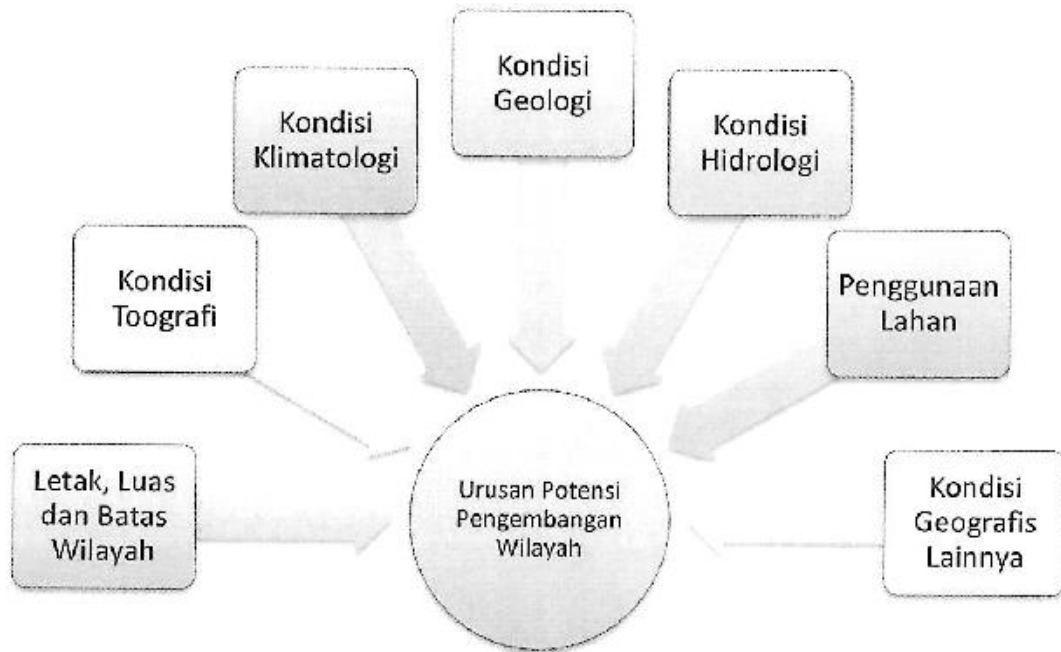 Kondisi
Geologi
Kondisi
Klimatologi
Kondisi
Hidrologi
Kondisi
Toografi
Penggunaan
Lahan
Letak, Luas
dan Batas
Wilayah
Urusan Potensi
Pengembangan
Wilayah
Kondisi
Geografis
Lainnya